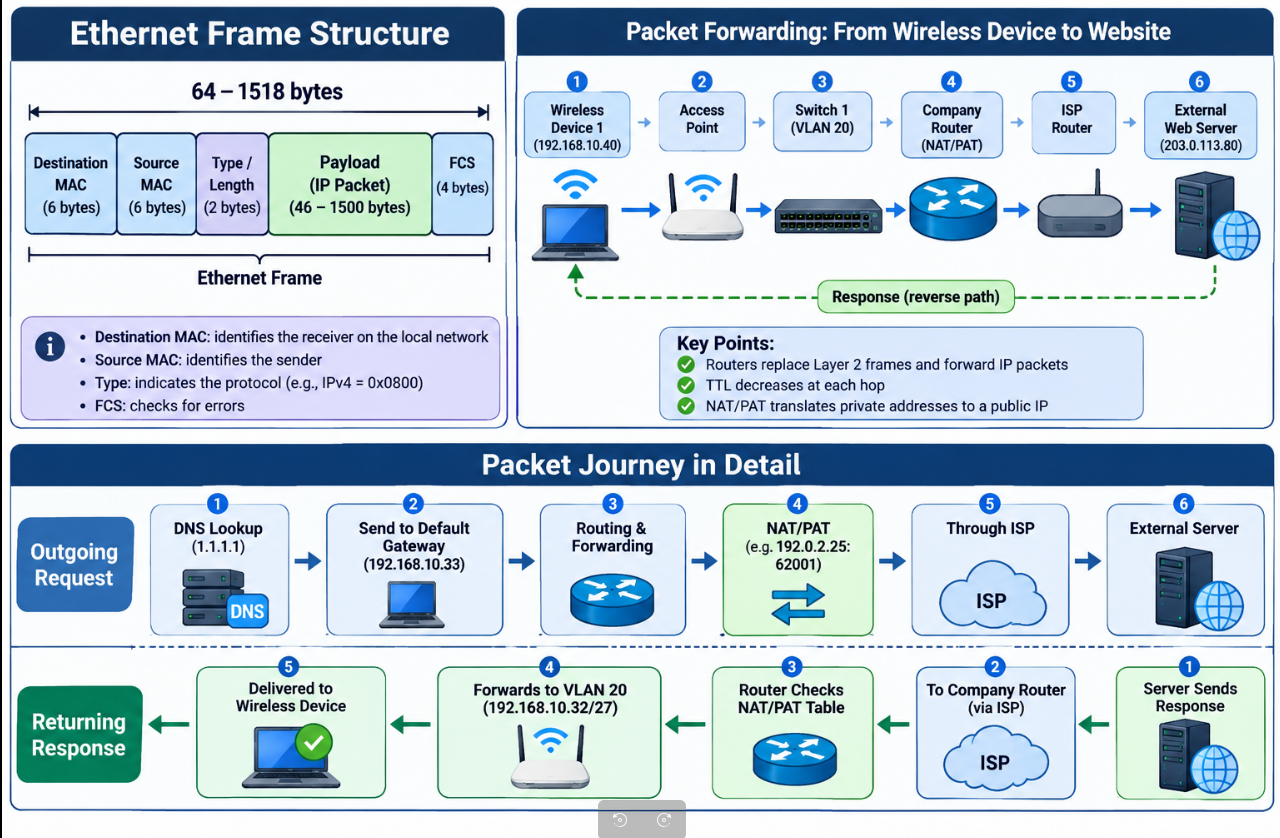 Ethernet Frame Structure
64 – 1518 bytes
Destination
MAC
(6 bytes)
Source
MAC
(6 bytes)
Type /
Length
(2 bytes)
Payload
(IP Packet)
(46 – 1500 bytes)
FCS
(4 bytes)
Ethernet Frame
i
• Destination MAC: identifies the receiver on the local network
• Source MAC: identifies the sender
• Type: indicates the protocol (e.g., IPv4 = 0x0800)
• FCS: checks for errors
Packet Forwarding: From Wireless Device to Website
1
Wireless
Device 1
(192.168.10.40)
2
Access
Point
3
Switch 1
(VLAN 20)
4
Company
Router
(NAT/PAT)
5
ISP
Router
6
External
Web Server
(203.0.113.80)
Response (reverse path)
Key Points:
Routers replace Layer 2 frames and forward IP packets
TTL decreases at each hop
NAT/PAT translates private addresses to a public IP
Packet Journey in Detail
Outgoing
Request
1
DNS Lookup
(1.1.1.1)
DNS
2
Send to Default
Gateway
(192.168.10.33)
3
Routing &
Forwarding
4
NAT/PAT
(e.g. 192.0.2.25:
62001)
5
Through ISP
ISP
6
External Server
Returning
Response
5
Delivered to
Wireless Device
4
Forwards to VLAN 20
(192.168.10.32/27)
3
Router Checks
NAT/PAT Table
2
To Company Router
(via ISP)
ISP
1
Server Sends
Response